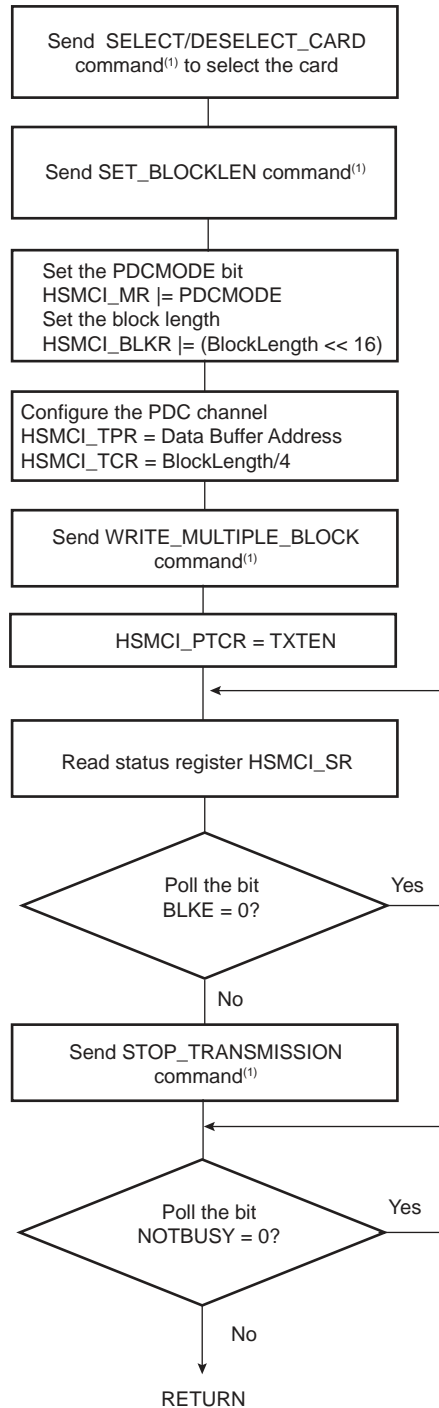 Send SELECT/DESELECT_CARD
command(1) to select the card
Send SET_BLOCKLEN command(1)
Set the PDCMODE bit
HSMCI_MR |= PDCMODE
Set the block length
HSMCI_BLKR |= (BlockLength << 16)
Configure the PDC channel
HSMCI_TPR = Data Buffer Address
HSMCI_TCR = BlockLength/4
Send WRITE_MULTIPLE_BLOCK
command(1)
HSMCI_PTCR = TXTEN
Read status register HSMCI_SR
Poll the bit
BLKE = 0?
Yes
No
Send STOP_TRANSMISSION
command(1)
Poll the bit
NOTBUSY = 0?
Yes
No
RETURN